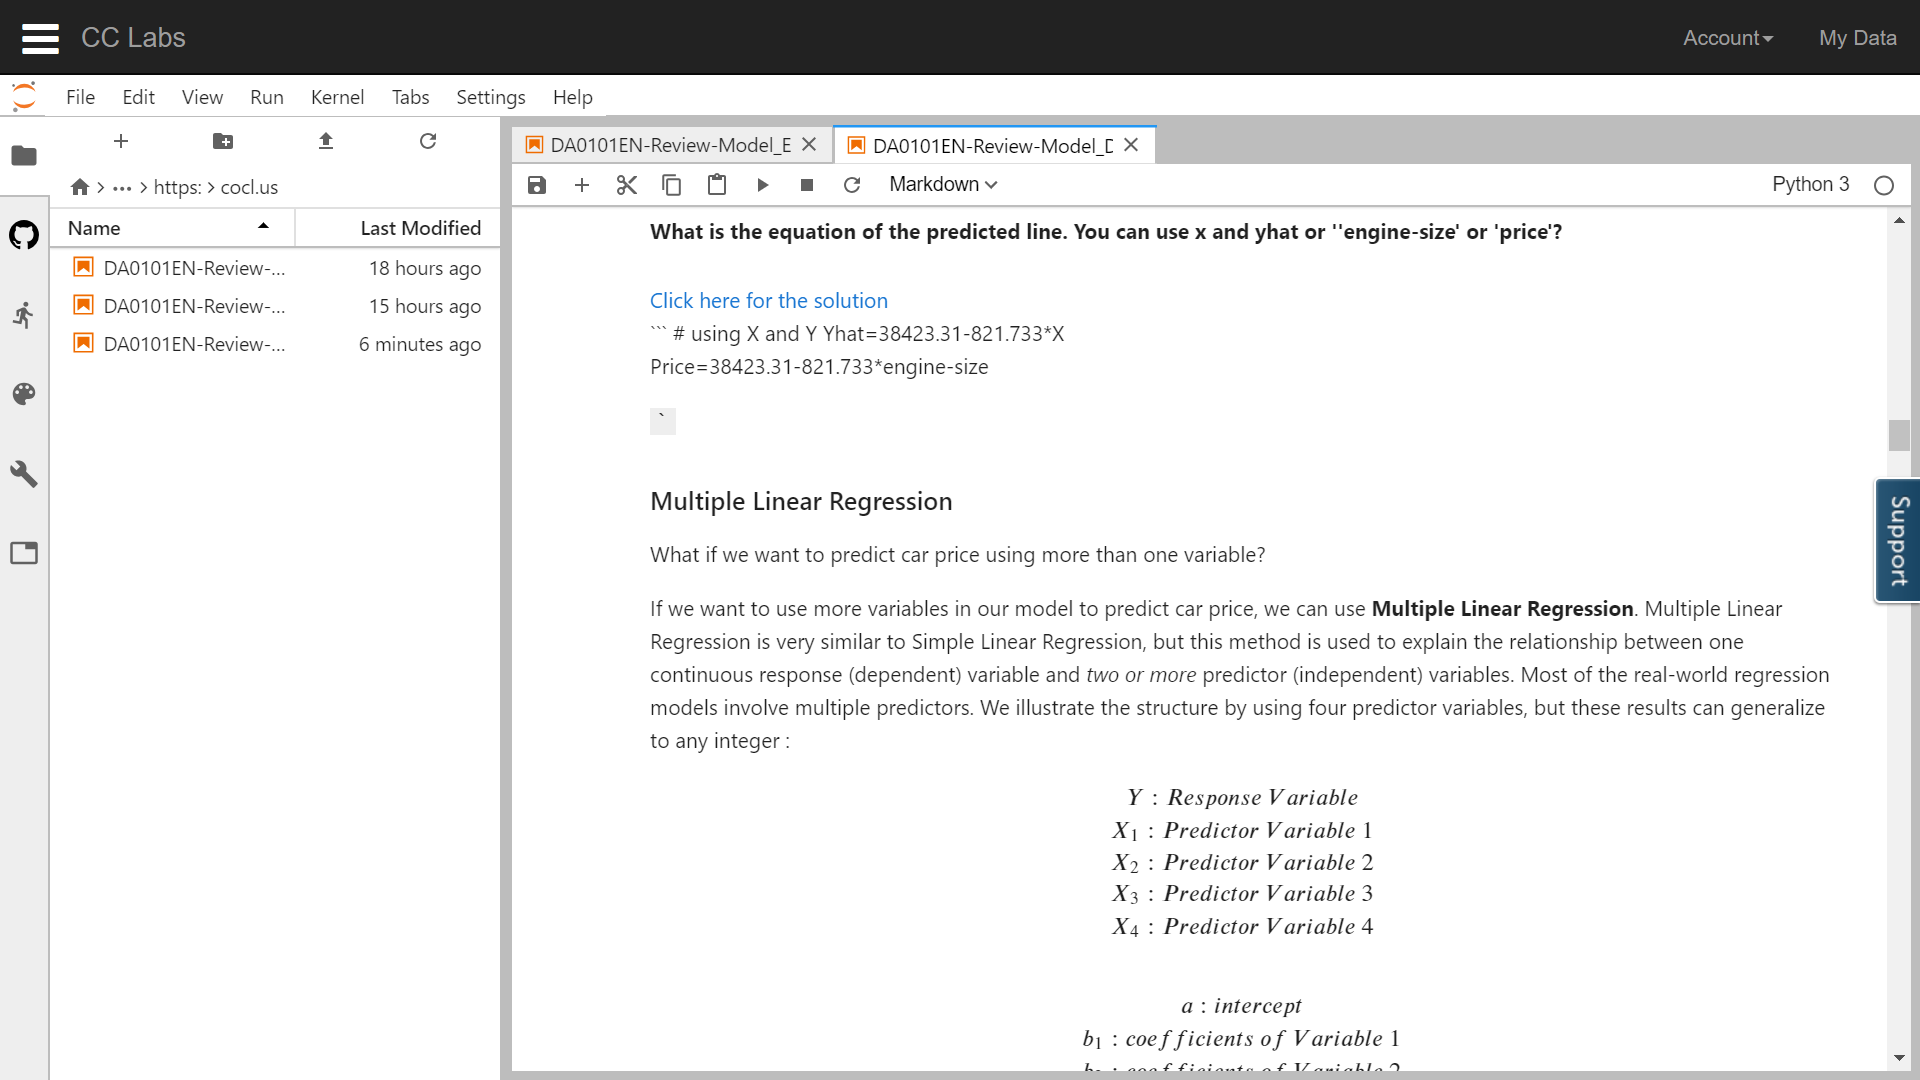 CC Labs
Account
My Data
File Edit View Run Kernel Tabs Settings Help
https: > cocl.us
Name
Last Modified
DA0101EN-Review-...
18 hours ago
DA0101EN-Review-...
15 hours ago
DA0101EN-Review-...
6 minutes ago
DA0101EN-Review-Model_E
DA0101EN-Review-Model_D
Markdown
Python 3
What is the equation of the predicted line. You can use x and yhat or ''engine-size' or 'price'?
Click here for the solution
``` # using X and Y Yhat=38423.31-821.733*X
Price=38423.31-821.733*engine-size
`
Multiple Linear Regression
What if we want to predict car price using more than one variable?
If we want to use more variables in our model to predict car price, we can use Multiple Linear Regression. Multiple Linear
Regression is very similar to Simple Linear Regression, but this method is used to explain the relationship between one
continuous response (dependent) variable and two or more predictor (independent) variables. Most of the real-world regression
models involve multiple predictors. We illustrate the structure by using four predictor variables, but these results can generalize
to any integer :
Y : Response Variable
X₁ : Predictor Variable 1
X₂ : Predictor Variable 2
X₃ : Predictor Variable 3
X₄ : Predictor Variable 4
a : intercept
b₁ : coefficients of Variable 1
b₂ : coefficients of Variable 2
Support